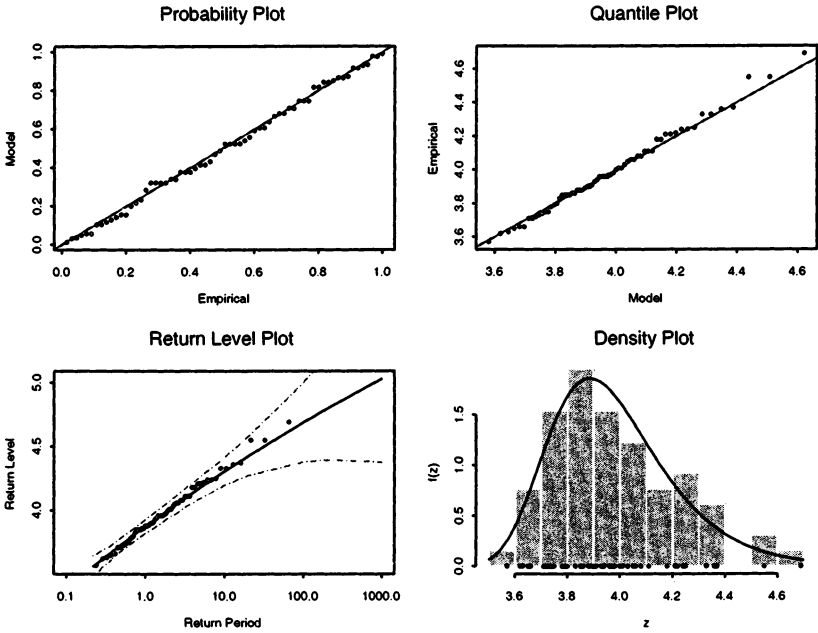 Probability Plot
Model
1.0
0.8
0.6
0.4
0.2
0.0
0.0 0.2 0.4 0.6 0.8 1.0
Empirical
Quantile Plot
Empirical
4.6
4.4
4.2
4.0
3.8
3.6
3.6 3.8 4.0 4.2 4.4 4.6
Model
Return Level Plot
Return Level
5.0
4.5
4.0
0.1 1.0 10.0 100.0 1000.0
Return Period
Density Plot
f(z)
1.5
1.0
0.5
0.0
3.6 3.8 4.0 4.2 4.4 4.6
z